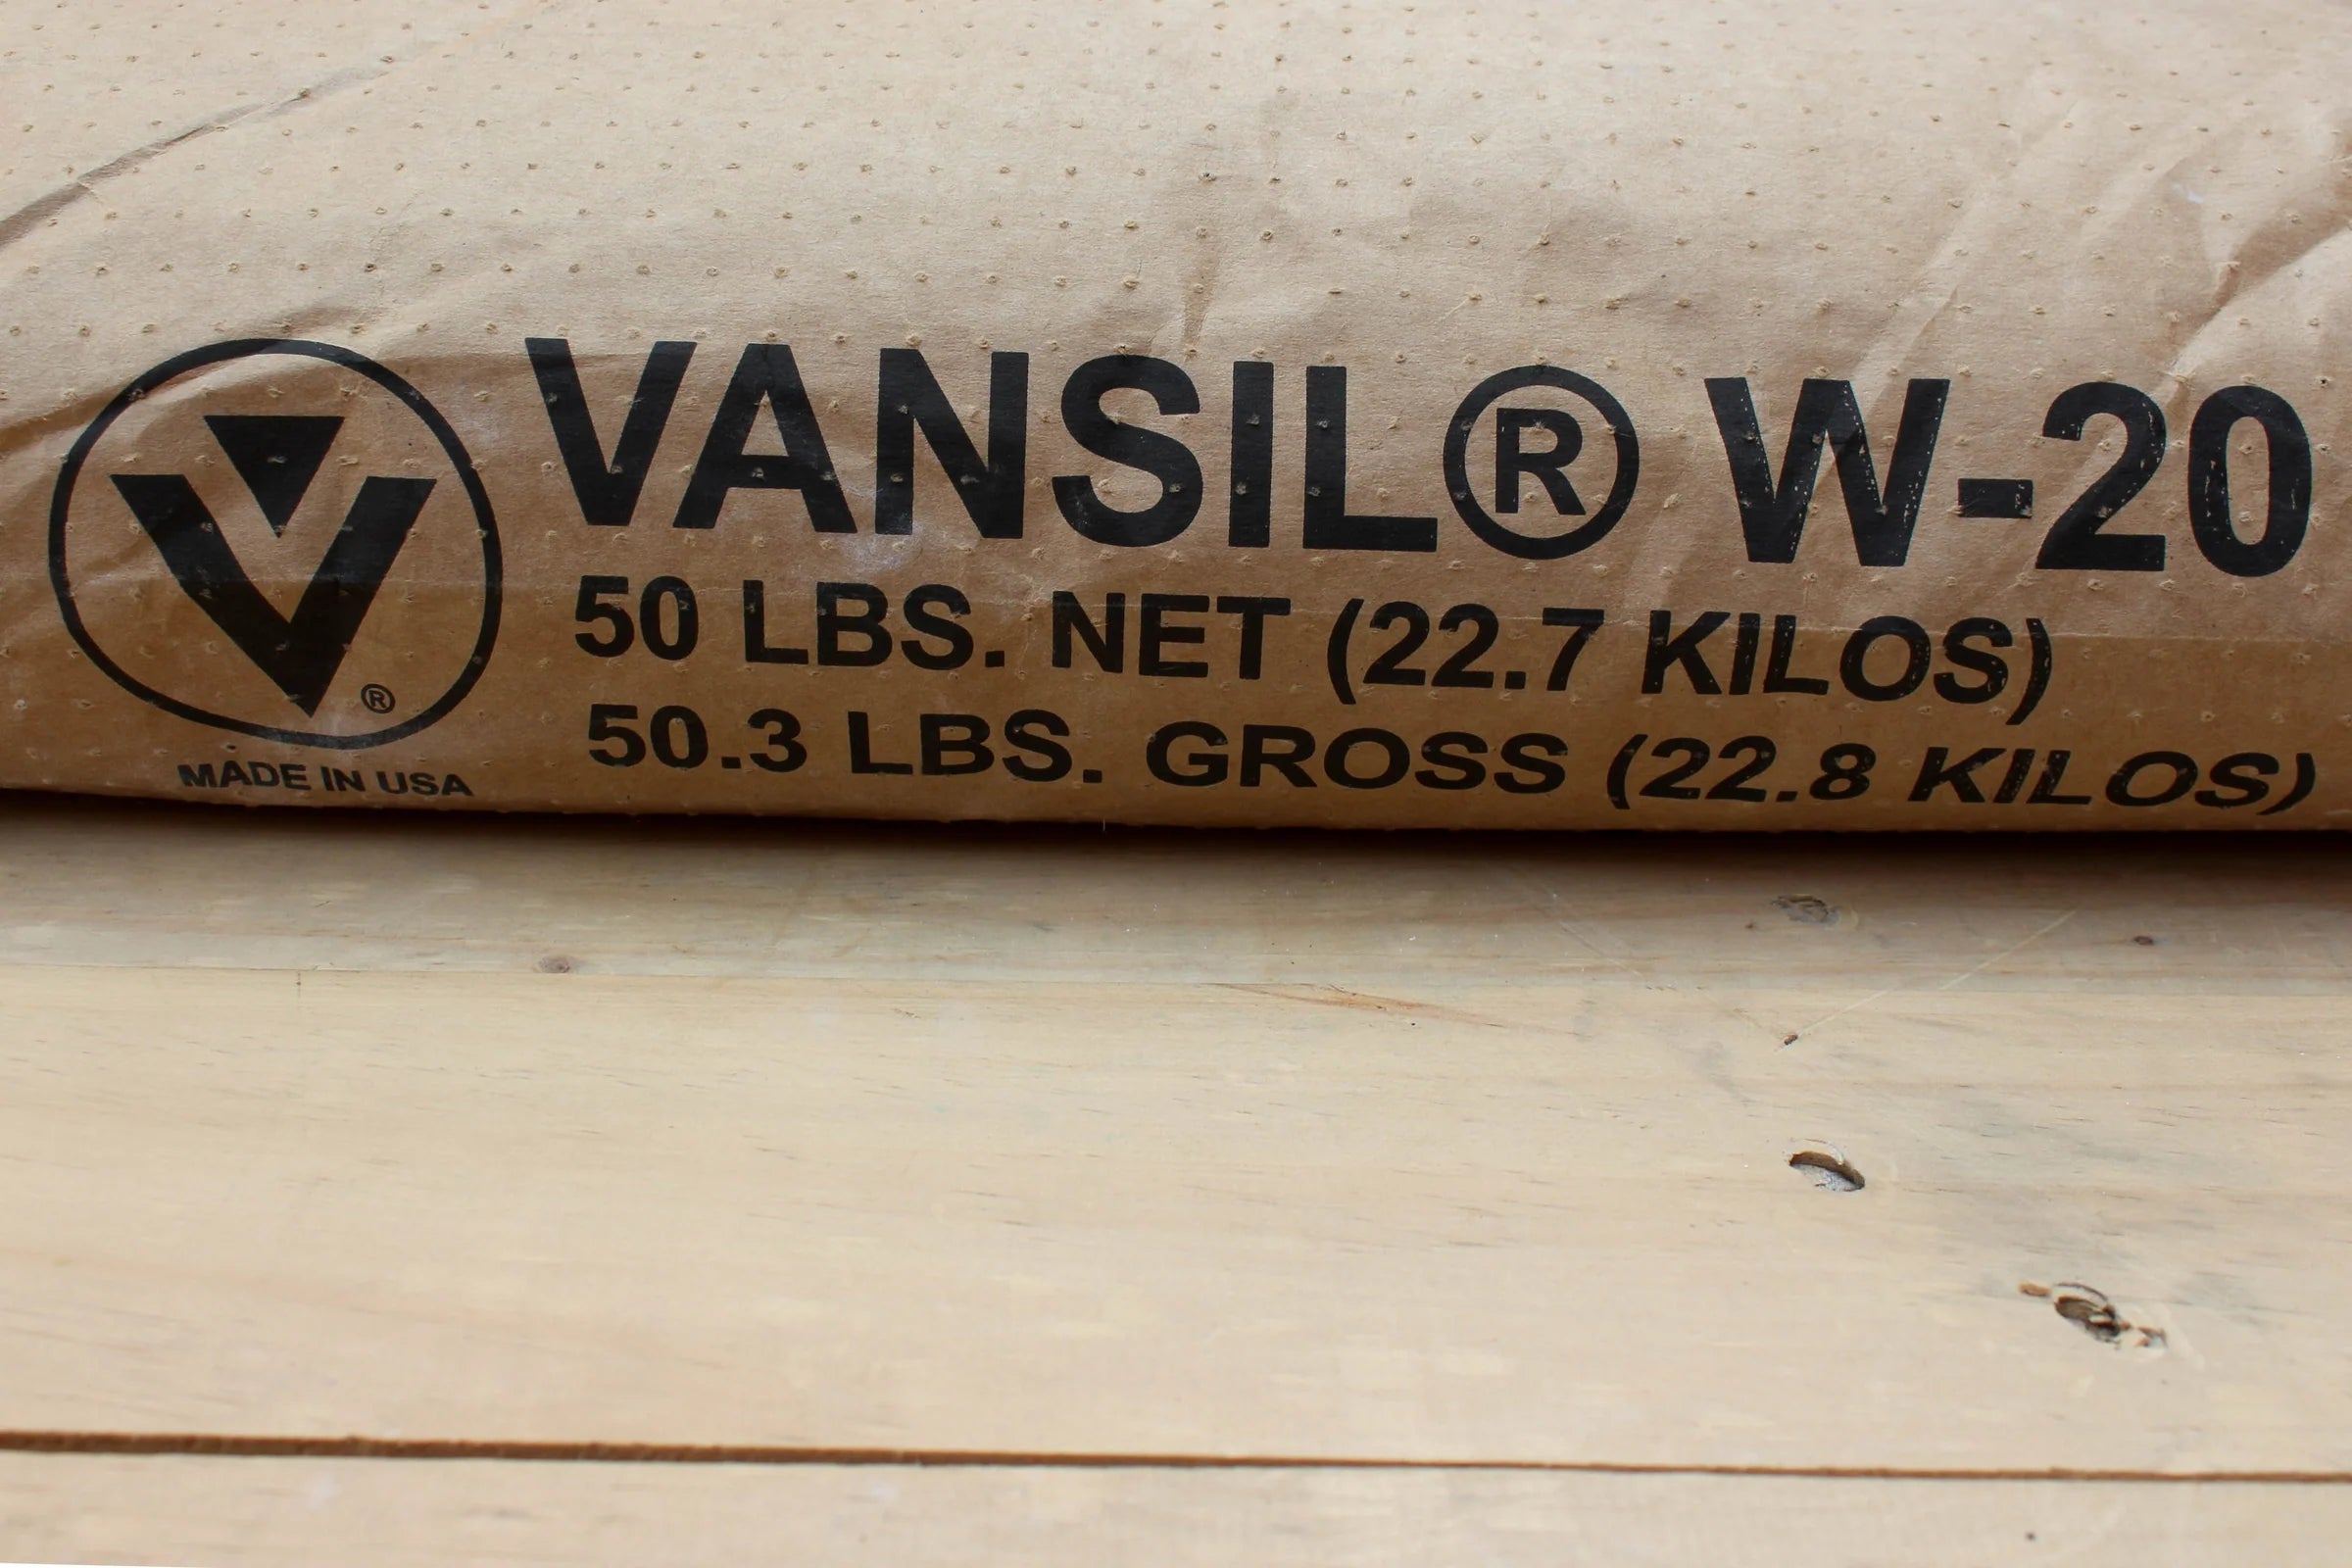 VANSIL® W-20
50 LBS. NET (22.7 KILOS)
50.3 LBS. GROSS (22.8 KILOS)
®
MADE IN USA